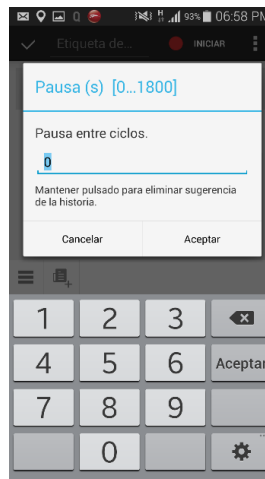 93% 06:58 PM
Etiqueta de... INICIAR
Pausa (s) [0...1800]
Pausa entre ciclos.
0
Mantener pulsado para eliminar sugerencia
de la historia.
Cancelar Aceptar
1 2 3
4 5 6 Aceptar
7 8 9
0